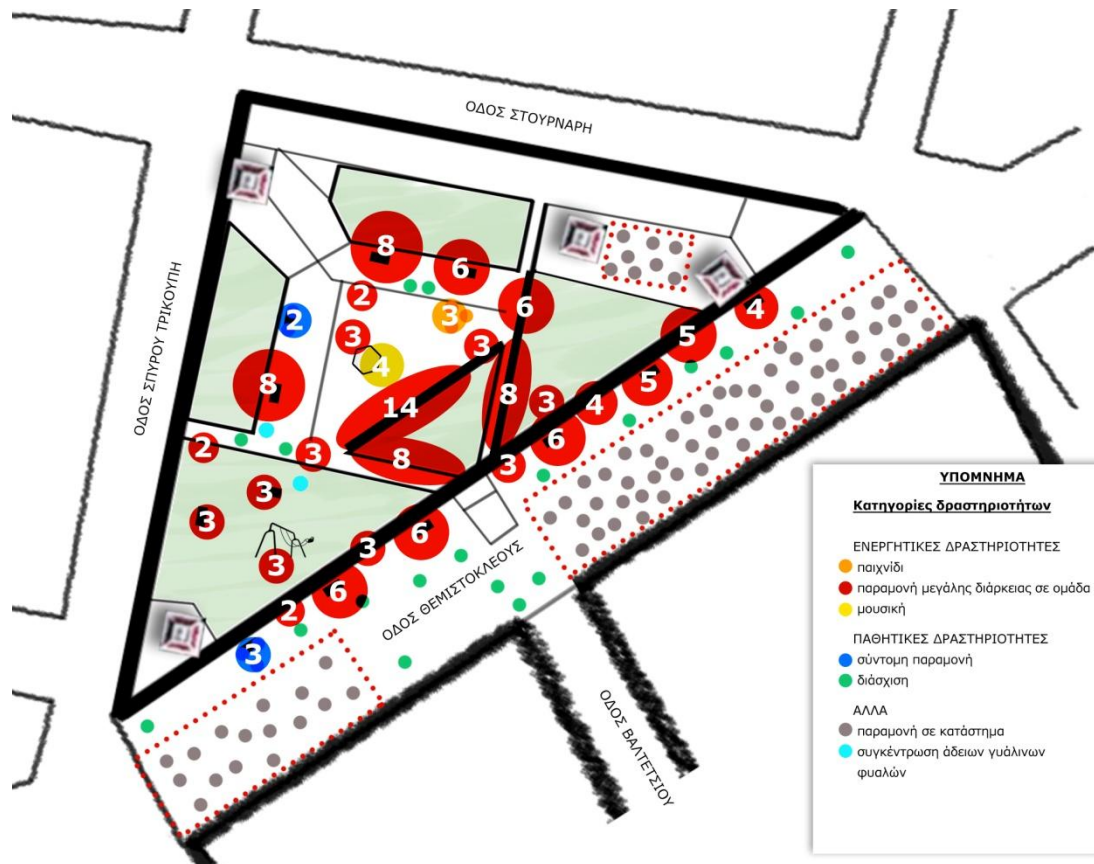 ΟΔΟΣ ΣΤΟΥΡΝΑΡΗ
ΟΔΟΣ ΣΠΥΡΟΥ ΤΡΙΚΟΥΠΗ
8
6
2
6
2
3
3
3
4
4
5
8
8
14
5
3
4
8
6
2
3
3
3
3
6
3
3
6
2
3
ΟΔΟΣ ΘΕΜΙΣΤΟΚΛΕΟΥΣ
ΟΔΟΣ ΒΑΛΤΕΤΣΙΟΥ
ΥΠΟΜΝΗΜΑ
Κατηγορίες δραστηριοτήτων
ΕΝΕΡΓΗΤΙΚΕΣ ΔΡΑΣΤΗΡΙΟΤΗΤΕΣ
παιχνίδι
παραμονή μεγάλης διάρκειας σε ομάδα
μουσική
ΠΑΘΗΤΙΚΕΣ ΔΡΑΣΤΗΡΙΟΤΗΤΕΣ
σύντομη παραμονή
διάσχιση
ΑΛΛΑ
παραμονή σε κατάστημα
συγκέντρωση άδειων γυάλινων
φυαλών